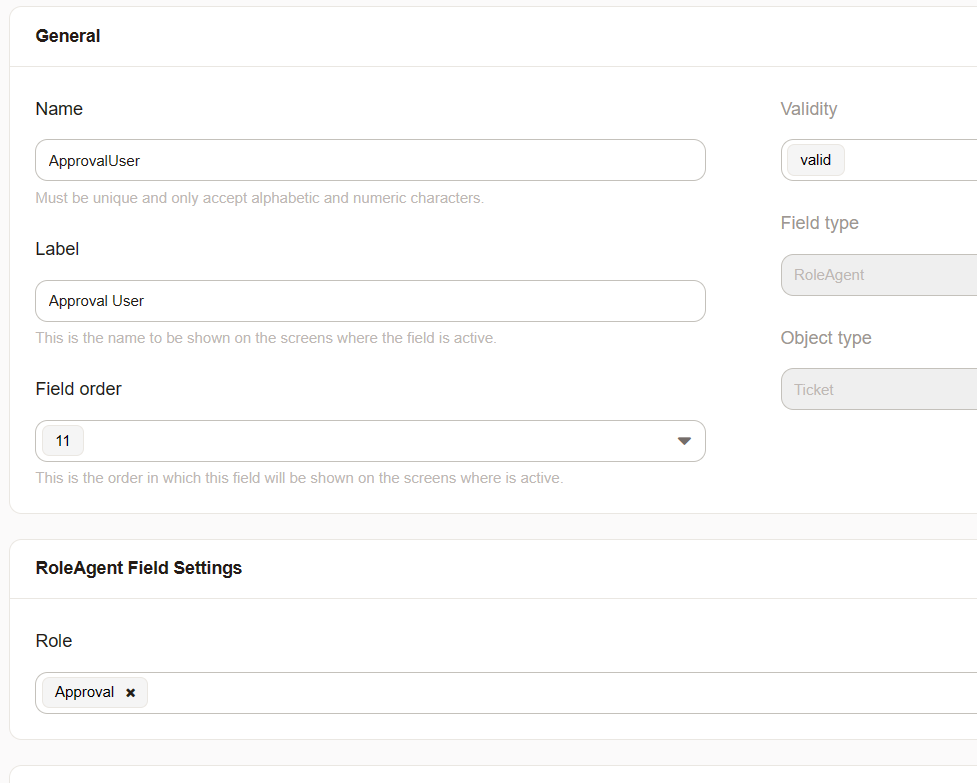 General
Name
ApprovalUser
Must be unique and only accept alphabetic and numeric characters.
Label
Approval User
This is the name to be shown on the screens where the field is active.
Field order
11
This is the order in which this field will be shown on the screens where is active.
Validity
valid
Field type
RoleAgent
Object type
Ticket
RoleAgent Field Settings
Role
Approval ×